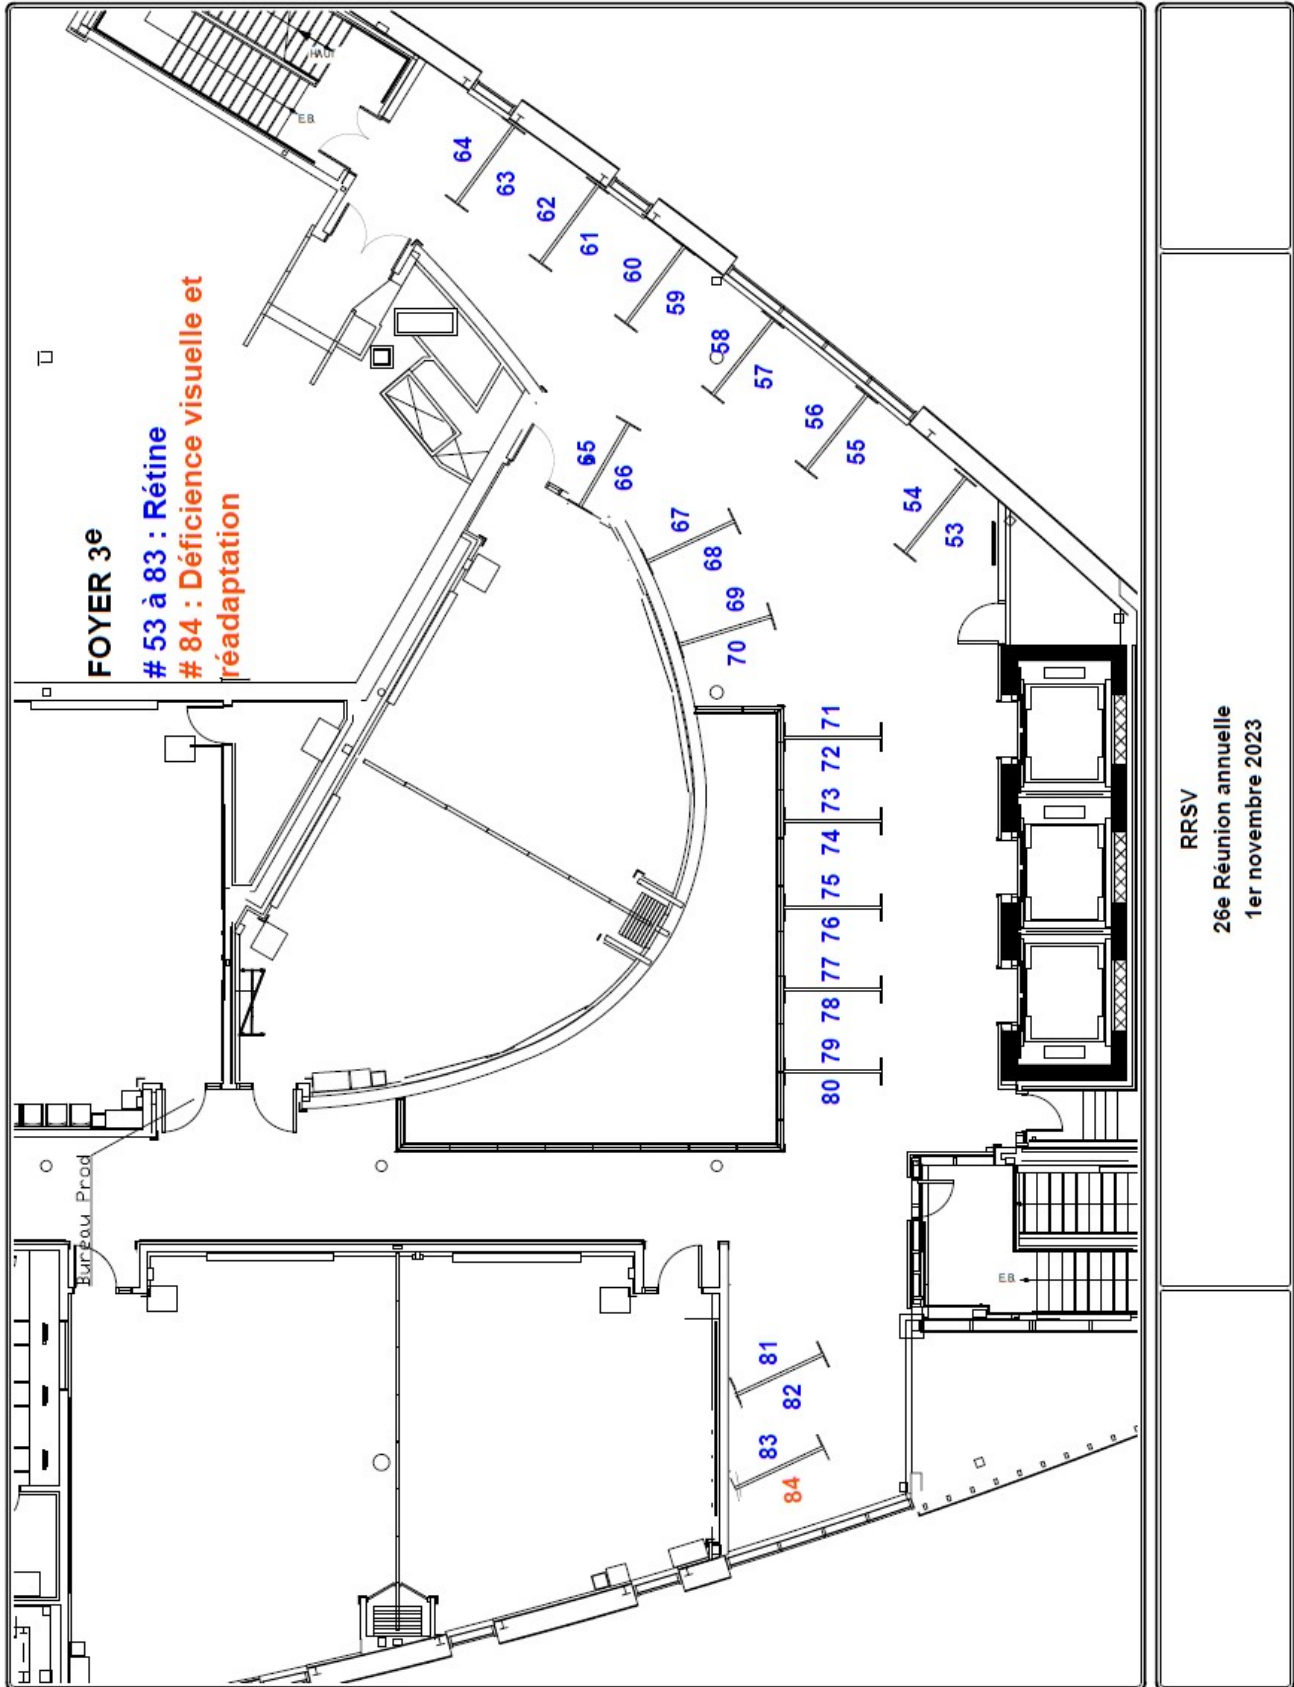 FOYER 3e
# 53 à 83 : Rétine
# 84 : Déficience visuelle et
réadaptation
HAUT
E.B.
64
63
62
61
60
59
58
57
56
55
54
53
65
66
67
68
69
70
71
72
73
74
75
76
77
78
79
80
Bureau Prod
E.B.
81
82
83
84
RRSV
26e Réunion annuelle
1er novembre 2023